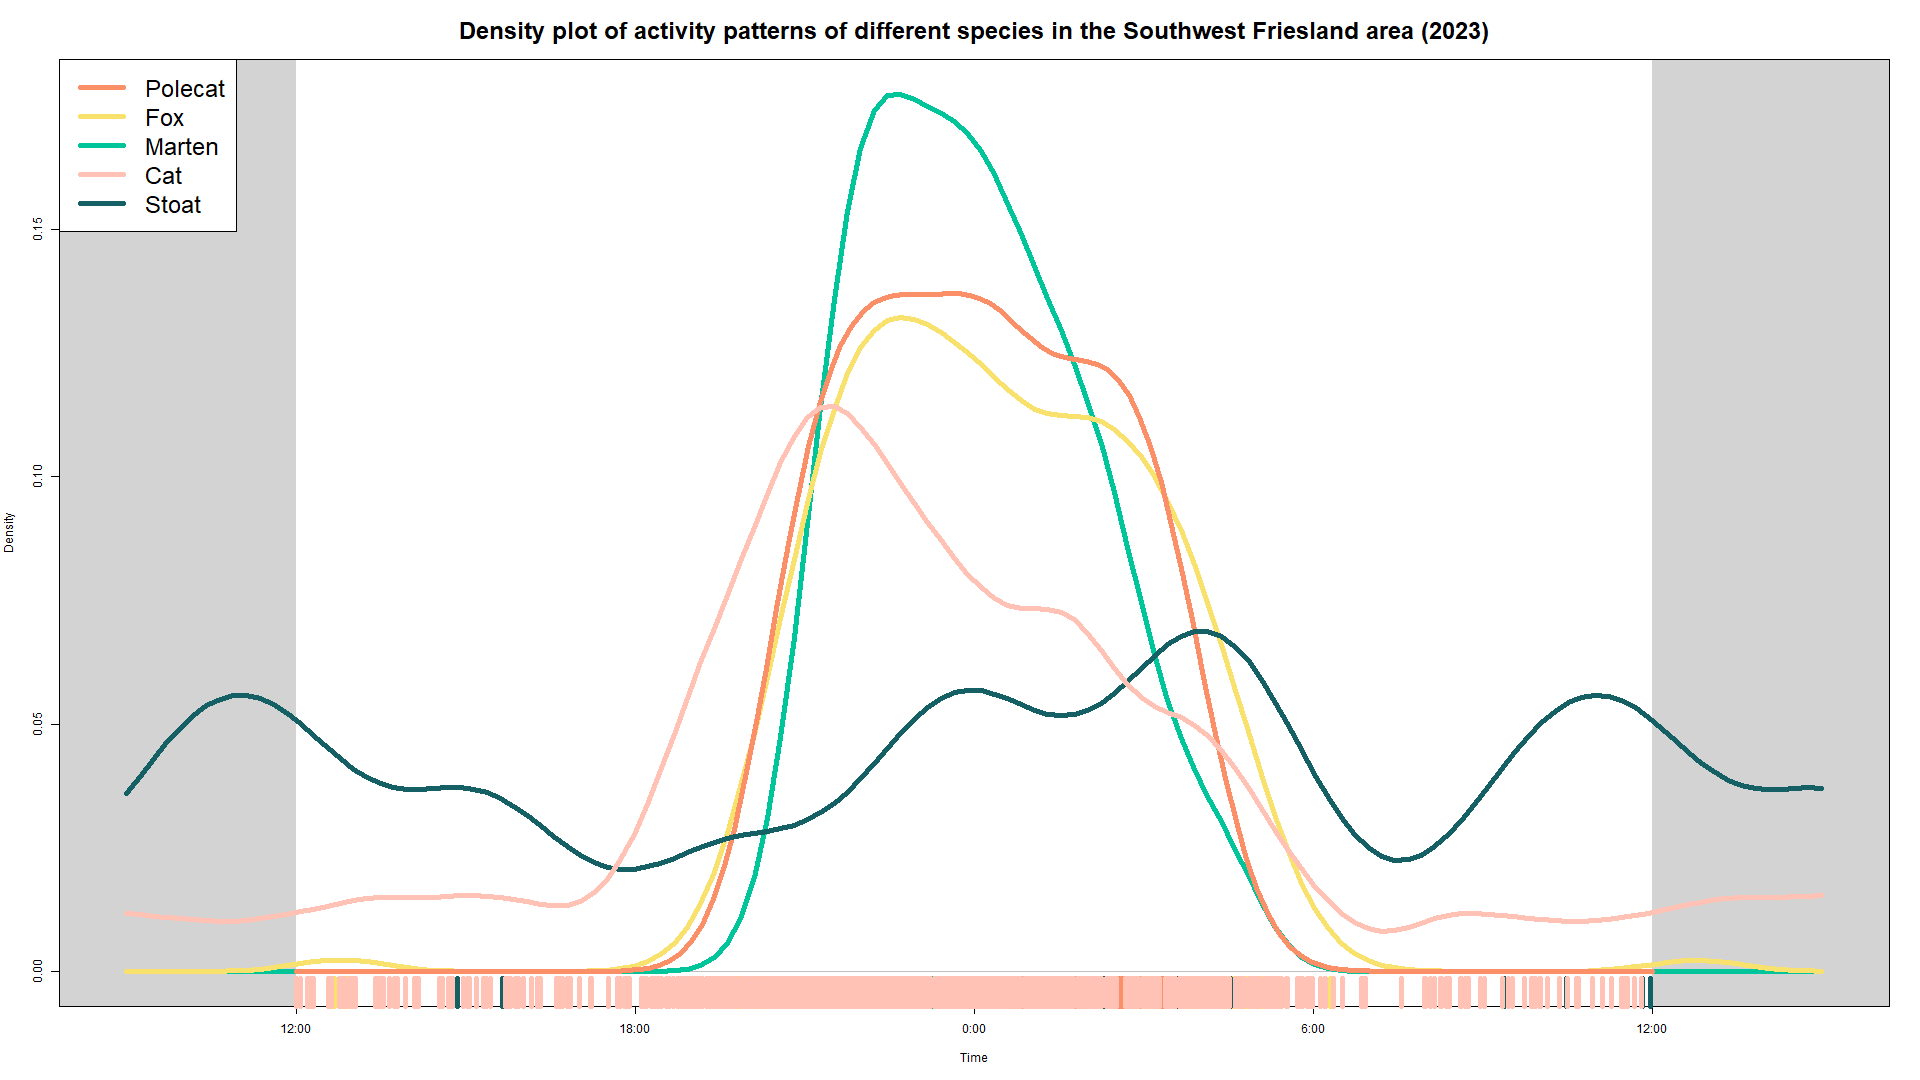 Density plot of activity patterns of different species in the Southwest Friesland area (2023)
Polecat
Fox
Marten
Cat
Stoat
0.15
0.10
0.05
0.00
Density
12:00 18:00 0:00 6:00 12:00
Time